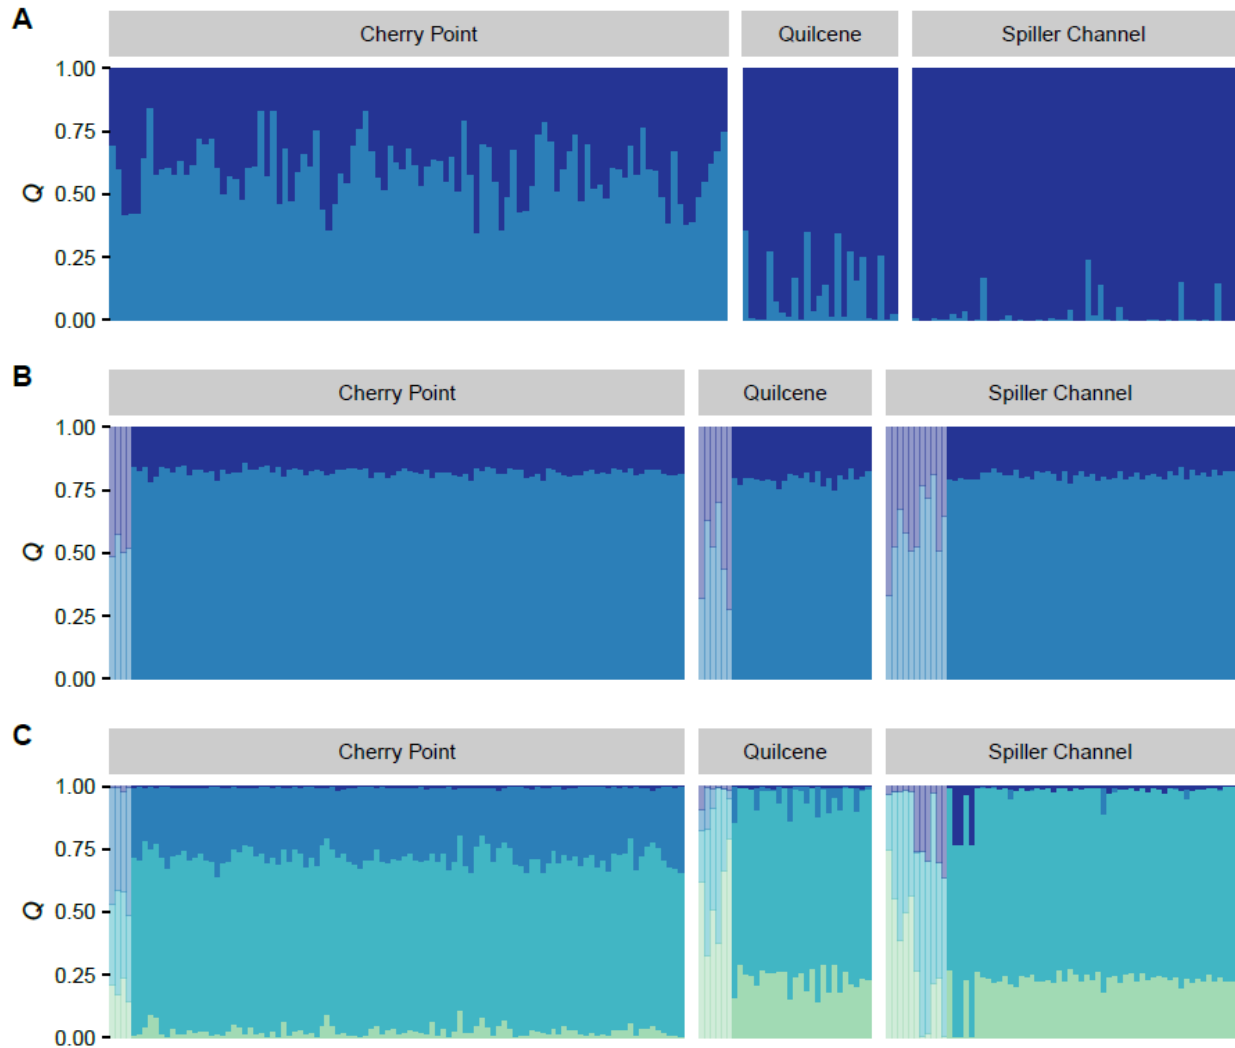 A
Cherry Point
Quilcene
Spiller Channel
1.00
0.75
0.50
0.25
0.00
Q
B
Cherry Point
Quilcene
Spiller Channel
1.00
0.75
0.50
0.25
0.00
Q
C
Cherry Point
Quilcene
Spiller Channel
1.00
0.75
0.50
0.25
0.00
Q